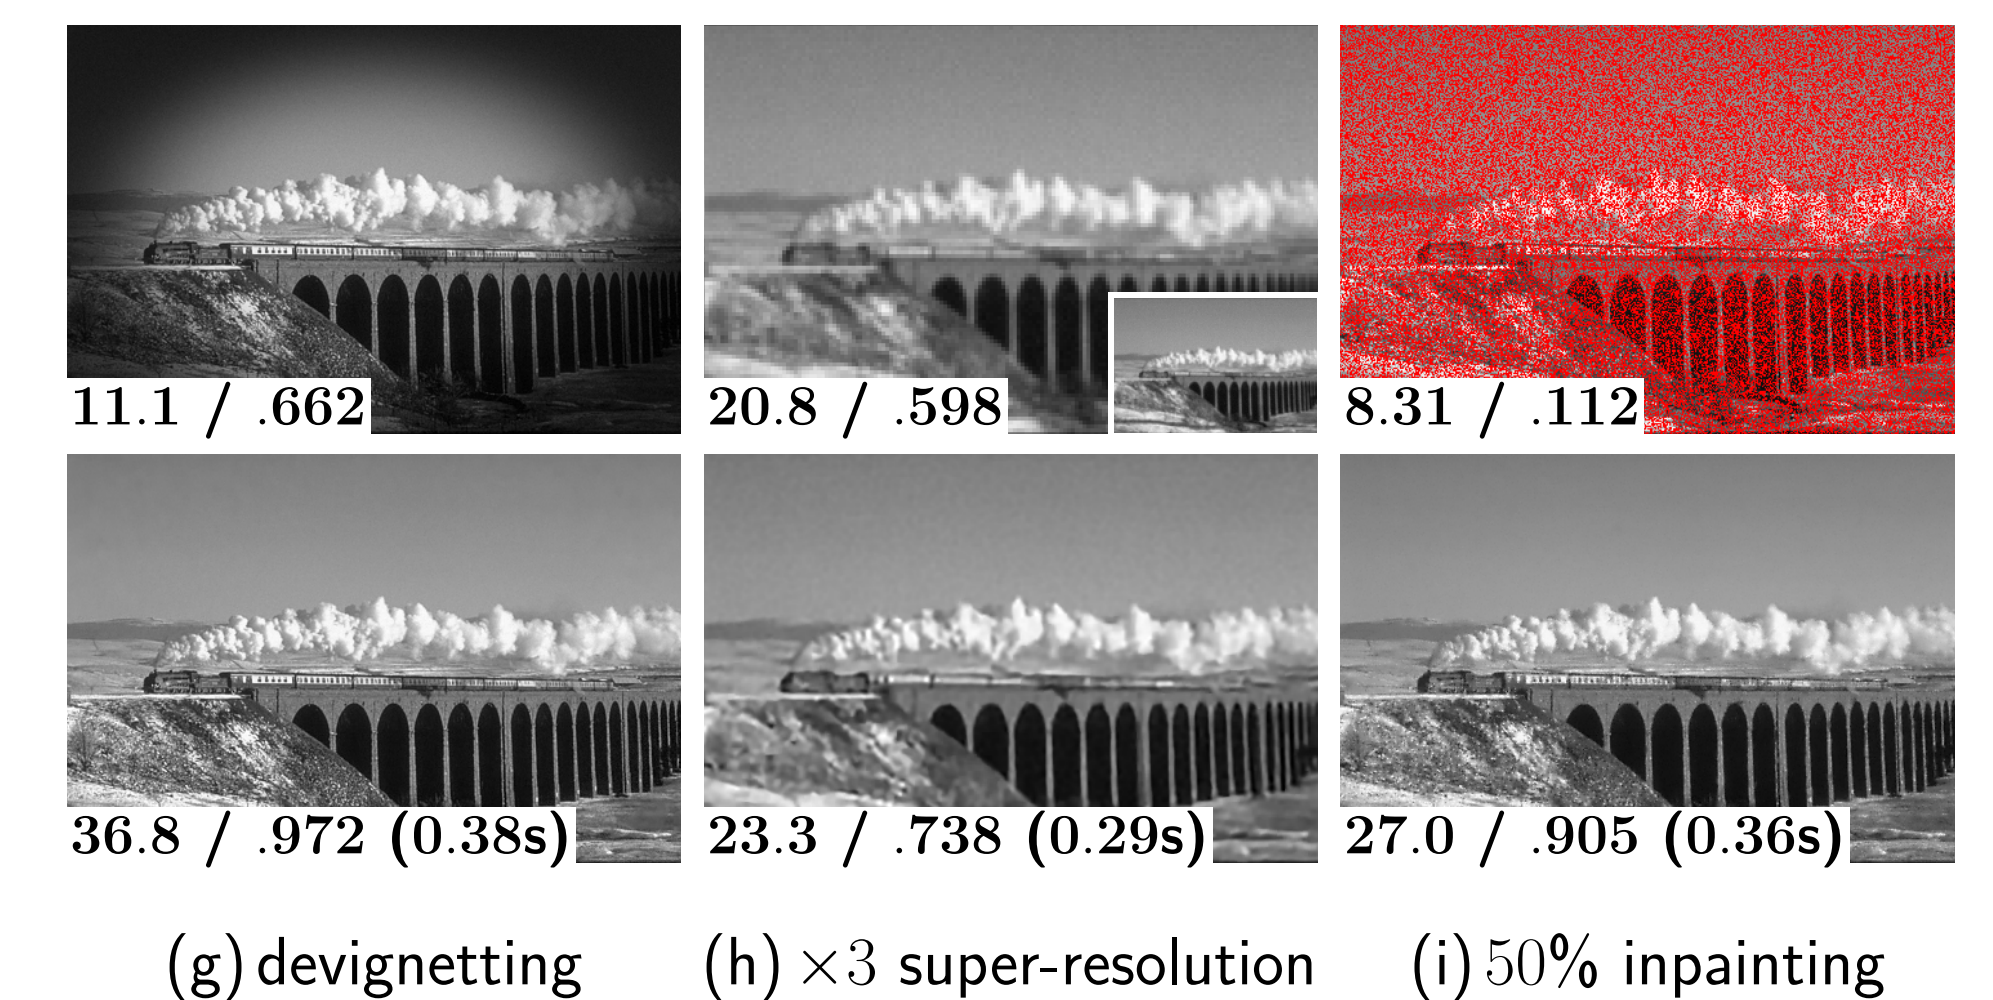 11.1 / .662
20.8 / .598
8.31 / .112
36.8 / .972 (0.38s)
23.3 / .738 (0.29s)
27.0 / .905 (0.36s)
(g) devignetting
(h) ×3 super-resolution
(i) 50% inpainting